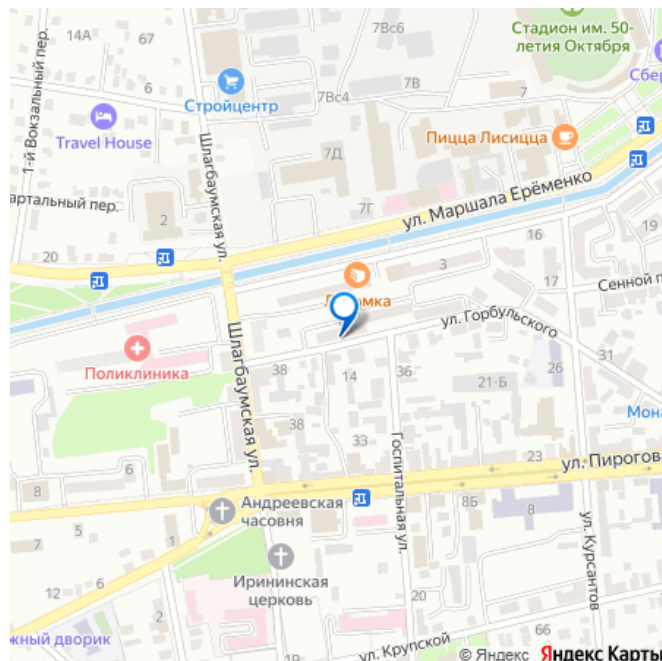 Стадион им. 50-
летия Октября
14А
67
7Вс6
1-й Вокзальный пер.
6
Стройцентр
7Вс4
7В
7
Сбер
Travel House
Шлагбаумская ул.
7Д
Пицца Лисицца
2
7Г
ул. Маршала Ерёменко
20
16
19
3
Сенной п
ул. Горбульского
Поликлиника
Шлагбаумская ул.
38
14
36
31
26
21-Б
Мона
38
Госпитальная ул.
33
23
ул. Пирогов
6
8
Андреевская
часовня
8Б
8
7
5
1
ул. Курсантов
Ирининская
церковь
12
6
20
жный дворик
66
19
ул. Крупской
© Яндекс Яндекс Карты